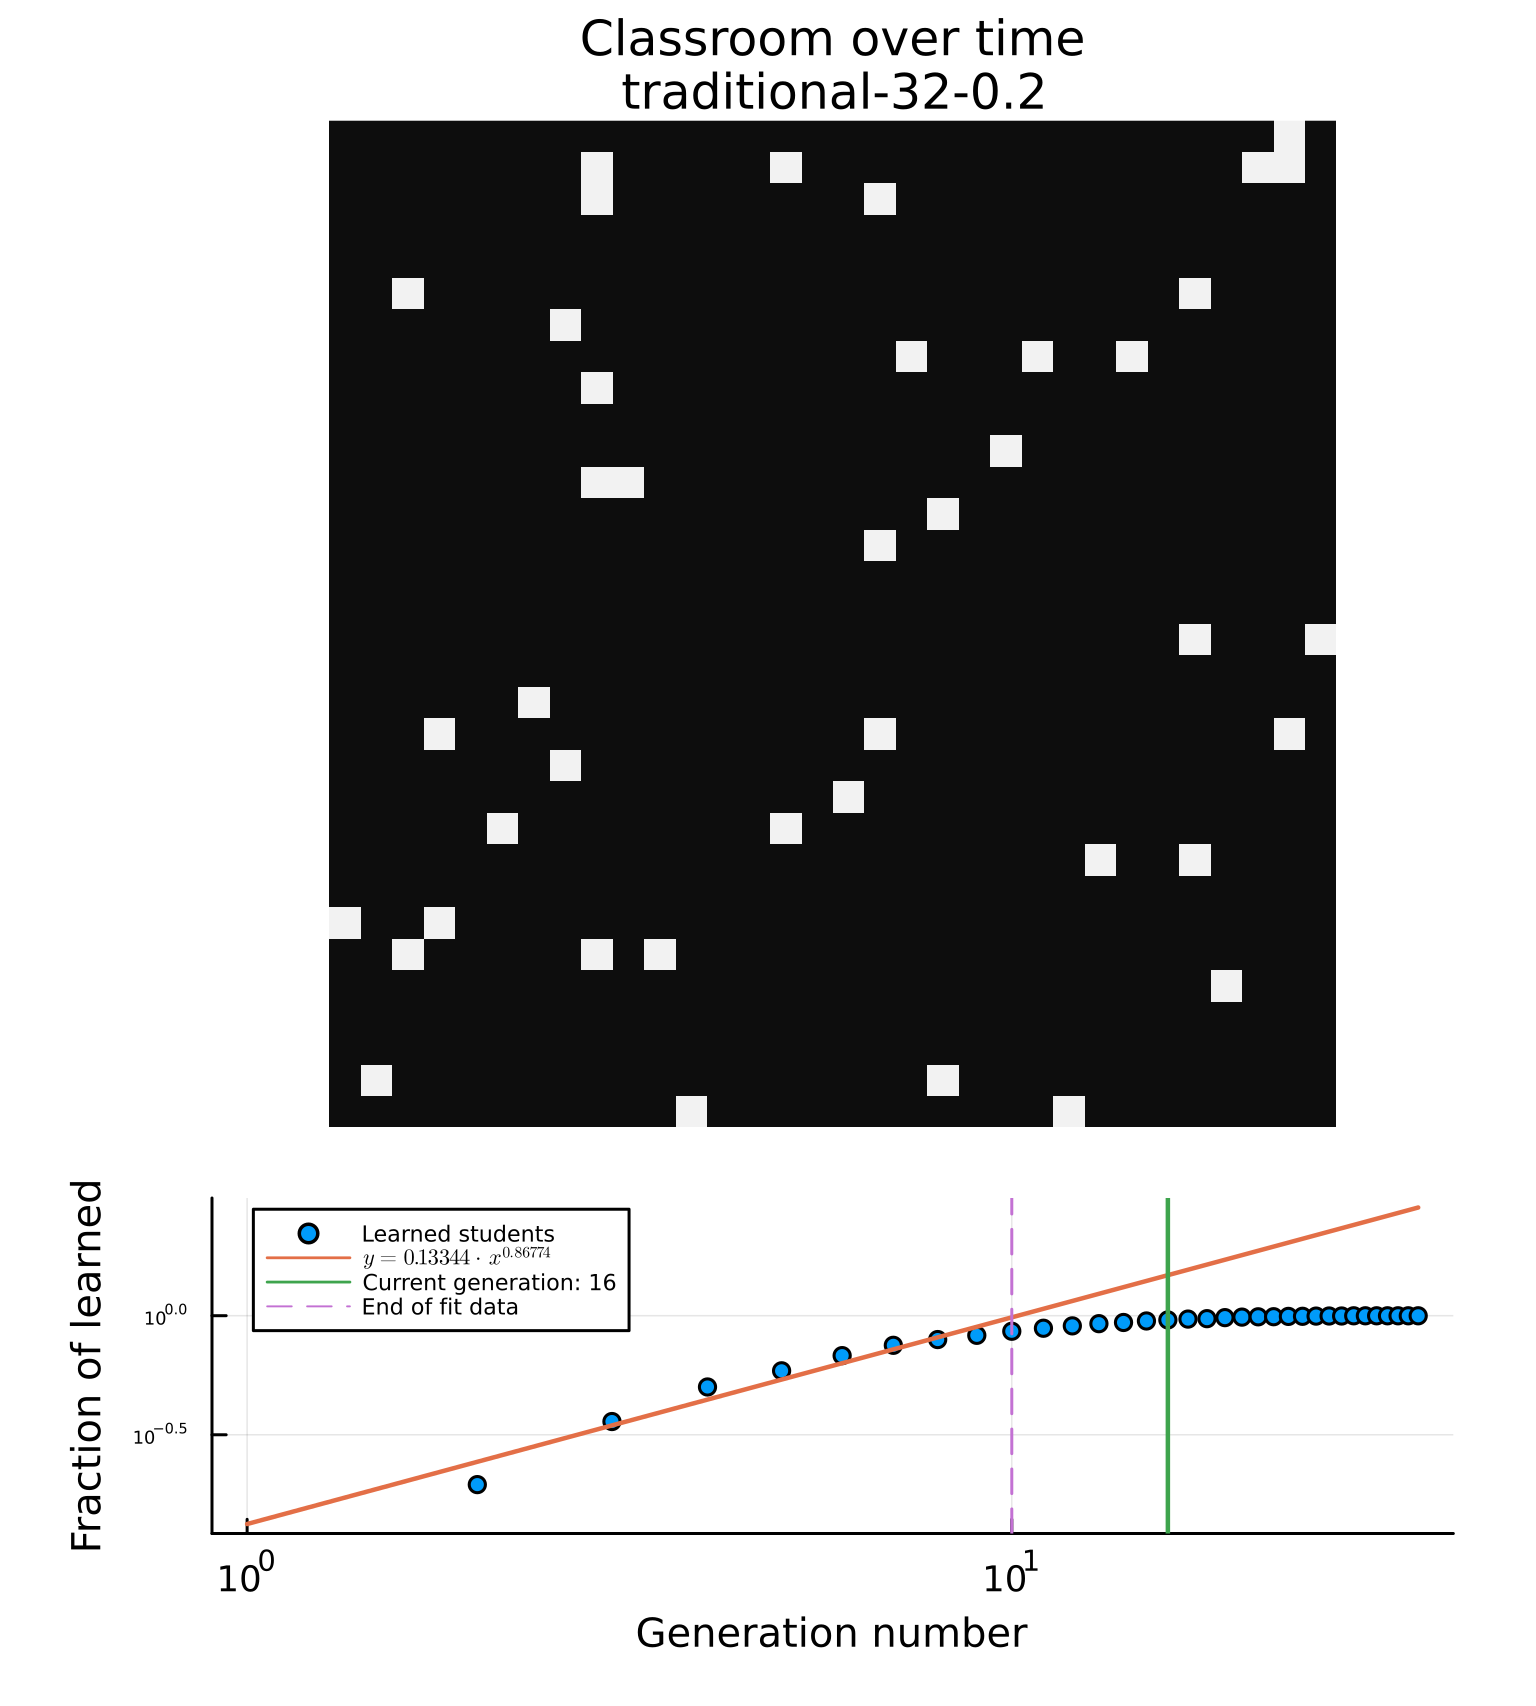 Classroom over time
traditional-32-0.2
Fraction of learned
Learned students
y = 0.13344 · x^0.86774
Current generation: 16
End of fit data
10^0.0
10^−0.5
10^0
10^1
Generation number